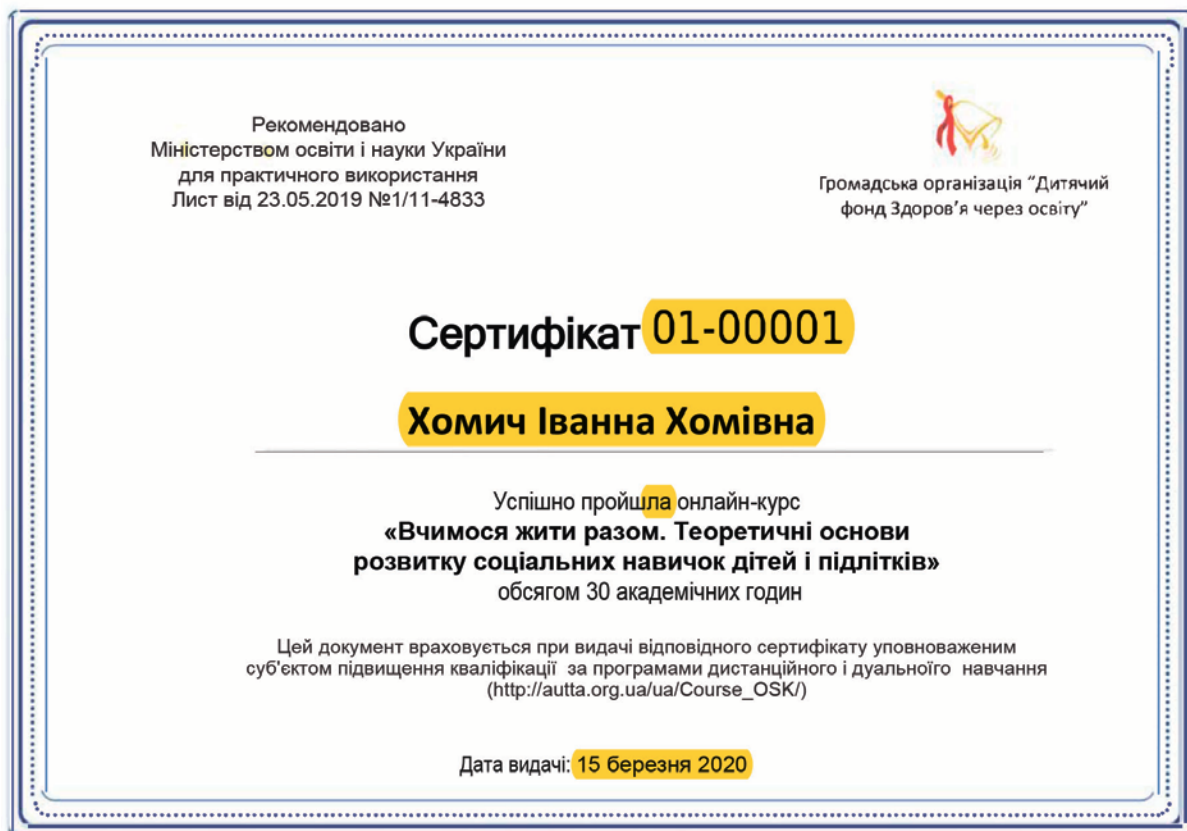 Рекомендовано
Міністерством освіти і науки України
для практичного використання
Лист від 23.05.2019 №1/11-4833
Громадська організація “Дитячий
фонд Здоров’я через освіту”
Сертифікат 01-00001
Хомич Іванна Хомівна
Успішно пройшла онлайн-курс
«Вчимося жити разом. Теоретичні основи
розвитку соціальних навичок дітей і підлітків»
обсягом 30 академічних годин
Цей документ враховується при видачі відповідного сертифікату уповноваженим
суб'єктом підвищення кваліфікації за програмами дистанційного і дуальноїго навчання
(http://autta.org.ua/ua/Course_OSK/)
Дата видачі: 15 березня 2020